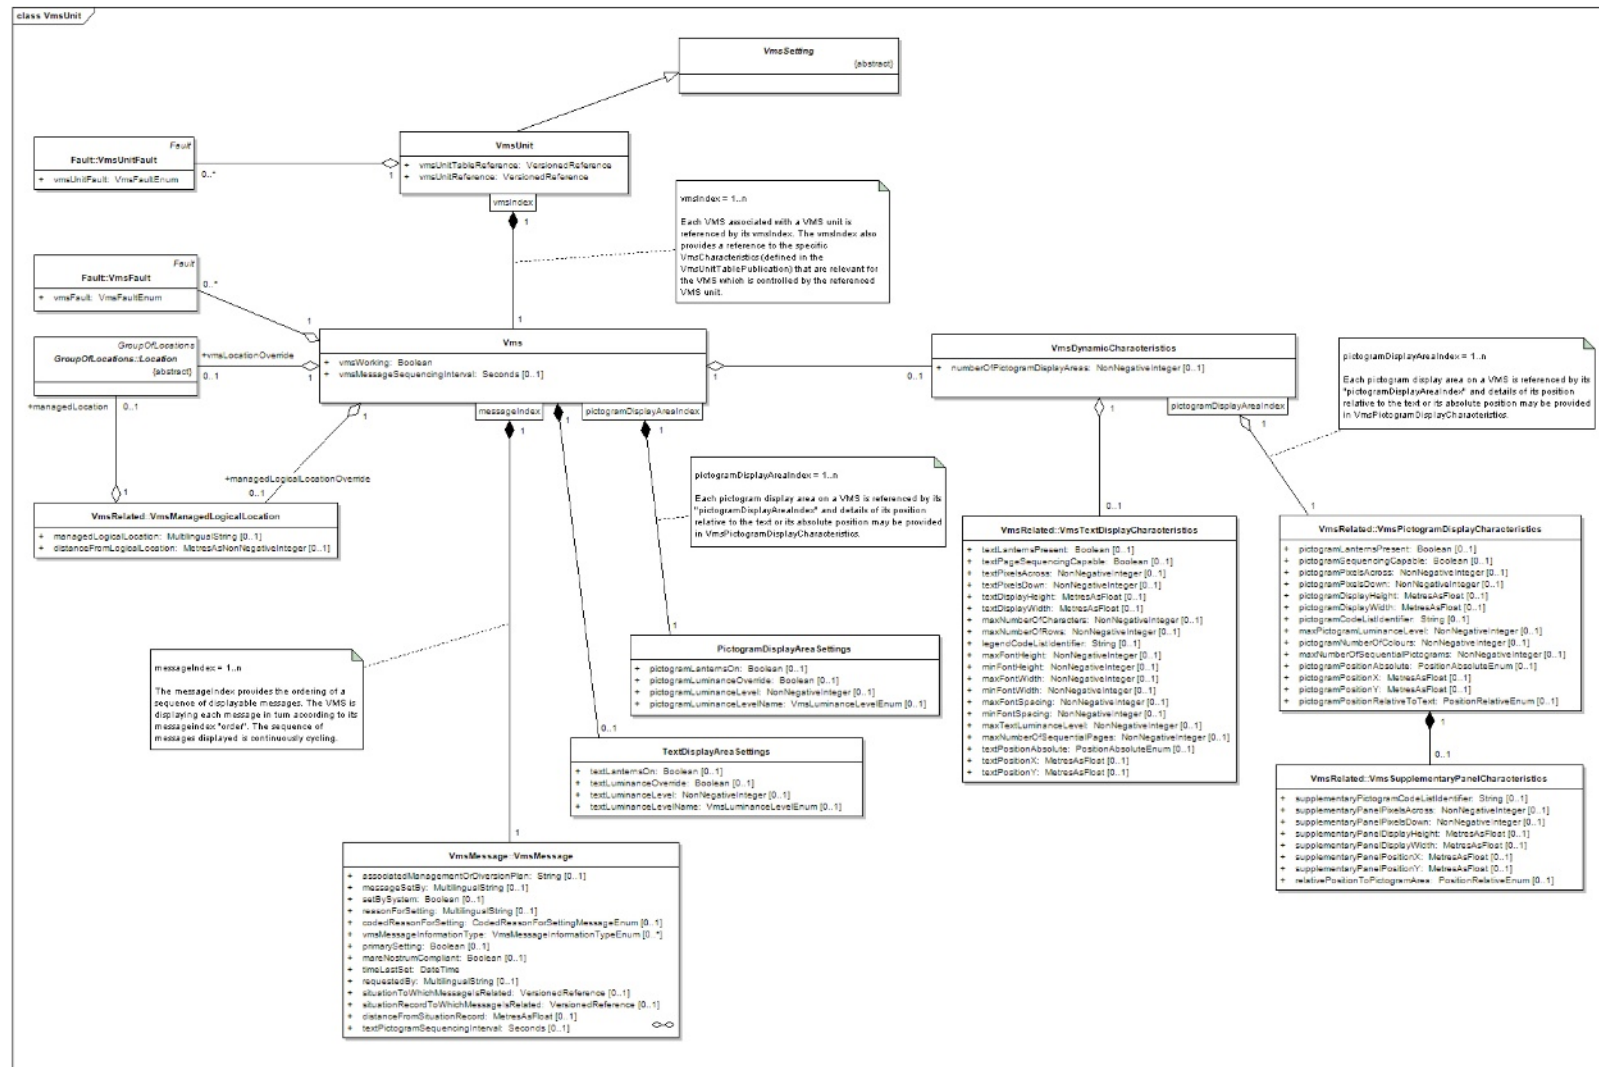 class VmsUnit
VmsSetting
{abstract}
Fault
Fault::VmsUnitFault
+ vmsUnitFault: VmsFaultEnum
0..*
1
VmsUnit
+ vmsUnitTableReference: VersionedReference
+ vmsUnitReference: VersionedReference
vmsIndex
1
vmsIndex = 1..n
Each VMS associated with a VMS unit is
referenced by its vmsIndex. The vmsIndex also
provides a reference to the specific
VmsCharacteristics (defined in the
VmsUnitTablePublication) that are relevant for
the VMS which is controlled by the referenced
VMS unit.
Fault
Fault::VmsFault
+ vmsFault: VmsFaultEnum
0..*
1
1
GroupOfLocations
GroupOfLocations::Location
{abstract}
+vmsLocationOverride
0..1
1
Vms
+ vmsWorking: Boolean
+ vmsMessageSequencingInterval: Seconds [0..1]
messageIndex
pictogramDisplayAreaIndex
1
0..1
VmsDynamicCharacteristics
+ numberOfPictogramDisplayAreas: NonNegativeInteger [0..1]
pictogramDisplayAreaIndex
pictogramDisplayAreaIndex = 1..n
Each pictogram display area on a VMS is referenced by its
"pictogramDisplayAreaIndex" and details of its position
relative to the text or its absolute position may be provided
in VmsPictogramDisplayCharacteristics.
+managedLocation
0..1
1
1
1
1
1
1
1
+managedLogicalLocationOverride
0..1
pictogramDisplayAreaIndex = 1..n
Each pictogram display area on a VMS is referenced by its
"pictogramDisplayAreaIndex" and details of its position
relative to the text or its absolute position may be provided
in VmsPictogramDisplayCharacteristics.
VmsRelated::VmsManagedLogicalLocation
+ managedLogicalLocation: MultilingualString [0..1]
+ distanceFromLogicalLocation: MetresAsNonNegativeInteger [0..1]
0..1
VmsRelated::VmsTextDisplayCharacteristics
+ textLanternsPresent: Boolean [0..1]
+ textPageSequencingCapable: Boolean [0..1]
+ textPixelsAcross: NonNegativeInteger [0..1]
+ textPixelsDown: NonNegativeInteger [0..1]
+ textDisplayHeight: MetresAsFloat [0..1]
+ textDisplayWidth: MetresAsFloat [0..1]
+ maxNumberOfCharacters: NonNegativeInteger [0..1]
+ maxNumberOfRows: NonNegativeInteger [0..1]
+ legendCodeListIdentifier: String [0..1]
+ maxFontHeight: NonNegativeInteger [0..1]
+ minFontHeight: NonNegativeInteger [0..1]
+ maxFontWidth: NonNegativeInteger [0..1]
+ minFontWidth: NonNegativeInteger [0..1]
+ maxFontSpacing: NonNegativeInteger [0..1]
+ minFontSpacing: NonNegativeInteger [0..1]
+ maxTextLuminanceLevel: NonNegativeInteger [0..1]
+ maxNumberOfSequentialPages: NonNegativeInteger [0..1]
+ textPositionAbsolute: PositionAbsoluteEnum [0..1]
+ textPositionX: MetresAsFloat [0..1]
+ textPositionY: MetresAsFloat [0..1]
1
VmsRelated::VmsPictogramDisplayCharacteristics
+ pictogramLanternsPresent: Boolean [0..1]
+ pictogramSequencingCapable: Boolean [0..1]
+ pictogramPixelsAcross: NonNegativeInteger [0..1]
+ pictogramPixelsDown: NonNegativeInteger [0..1]
+ pictogramDisplayHeight: MetresAsFloat [0..1]
+ pictogramDisplayWidth: MetresAsFloat [0..1]
+ pictogramCodeListIdentifier: String [0..1]
+ maxPictogramLuminanceLevel: NonNegativeInteger [0..1]
+ pictogramNumberOfColours: NonNegativeInteger [0..1]
+ maxNumberOfSequentialPictograms: NonNegativeInteger [0..1]
+ pictogramPositionAbsolute: PositionAbsoluteEnum [0..1]
+ pictogramPositionX: MetresAsFloat [0..1]
+ pictogramPositionY: MetresAsFloat [0..1]
+ pictogramPositionRelativeToText: PositionRelativeEnum [0..1]
1
0..1
messageIndex = 1..n
The messageIndex provides the ordering of a
sequence of displayable messages. The VMS is
displaying each message in turn according to its
messageIndex "order". The sequence of
messages displayed is continuously cycling.
1
PictogramDisplayAreaSettings
+ pictogramLanternsOn: Boolean [0..1]
+ pictogramLuminanceOverride: Boolean [0..1]
+ pictogramLuminanceLevel: NonNegativeInteger [0..1]
+ pictogramLuminanceLevelName: VmsLuminanceLevelEnum [0..1]
0..1
TextDisplayAreaSettings
+ textLanternsOn: Boolean [0..1]
+ textLuminanceOverride: Boolean [0..1]
+ textLuminanceLevel: NonNegativeInteger [0..1]
+ textLuminanceLevelName: VmsLuminanceLevelEnum [0..1]
VmsRelated::VmsSupplementaryPanelCharacteristics
+ supplementaryPictogramCodeListIdentifier: String [0..1]
+ supplementaryPanelPixelsAcross: NonNegativeInteger [0..1]
+ supplementaryPanelPixelsDown: NonNegativeInteger [0..1]
+ supplementaryPanelDisplayHeight: MetresAsFloat [0..1]
+ supplementaryPanelDisplayWidth: MetresAsFloat [0..1]
+ supplementaryPanelPositionX: MetresAsFloat [0..1]
+ supplementaryPanelPositionY: MetresAsFloat [0..1]
+ relativePositionToPictogramArea: PositionRelativeEnum [0..1]
1
VmsMessage::VmsMessage
+ associatedManagementOrDiversionPlan: String [0..1]
+ messageSetBy: MultilingualString [0..1]
+ setBySystem: Boolean [0..1]
+ reasonForSetting: MultilingualString [0..1]
+ codedReasonForSetting: CodedReasonForSettingMessageEnum [0..1]
+ vmsMessageInformationType: VmsMessageInformationTypeEnum [0..*]
+ primarySetting: Boolean [0..1]
+ mareNostrumCompliant: Boolean [0..1]
+ timeLastSet: DateTime
+ requestedBy: MultilingualString [0..1]
+ situationToWhichMessageIsRelated: VersionedReference [0..1]
+ situationRecordToWhichMessageIsRelated: VersionedReference [0..1]
+ distanceFromSituationRecord: MetresAsFloat [0..1]
+ textPictogramSequencingInterval: Seconds [0..1]